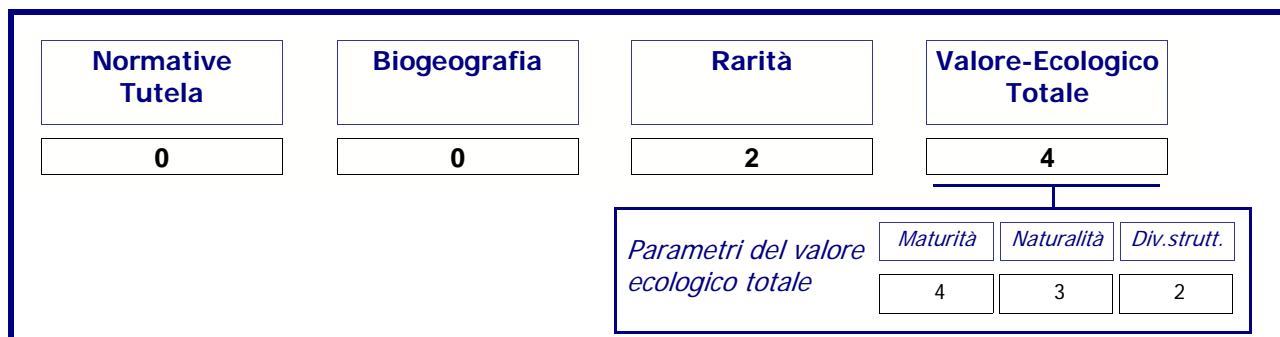 Normative
Tutela
Biogeografia
Rarità
Valore-Ecologico
Totale
0
0
2
4
Parametri del valore
ecologico totale
Maturità
Naturalità
Div.strutt.
4
3
2